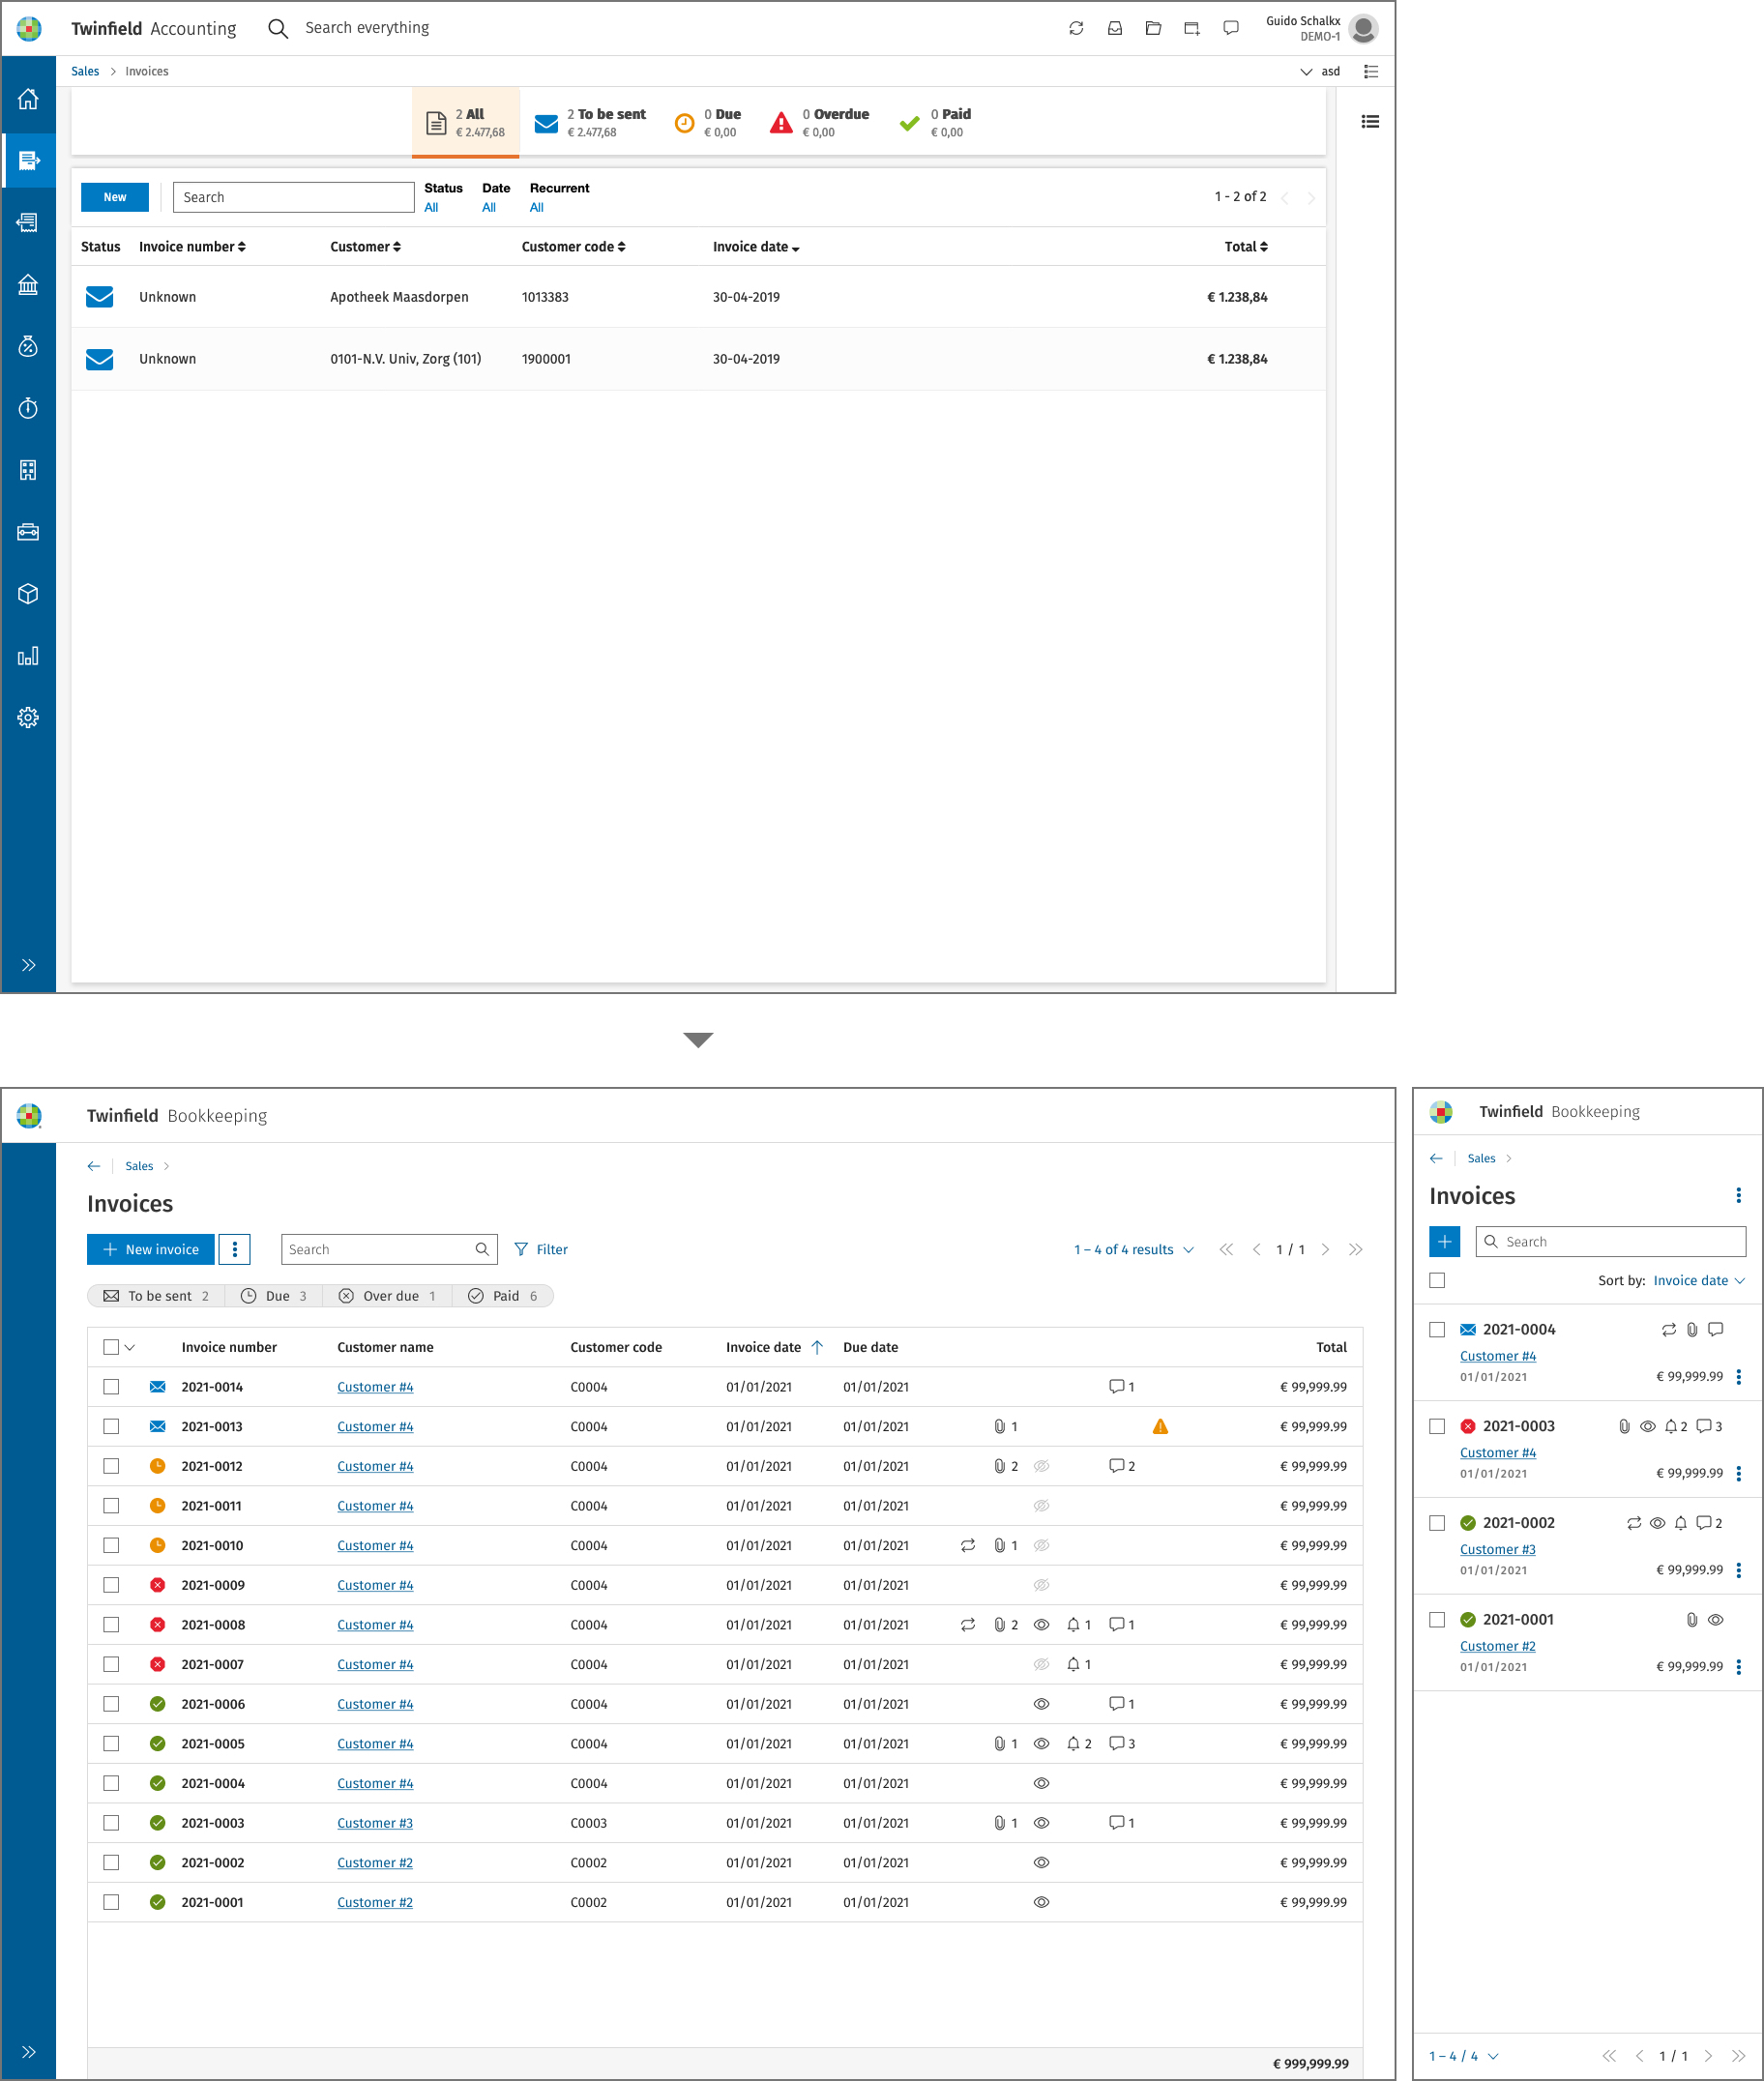 Twinfield Accounting Search everything Guido Schalkx
DEMO-1
Sales Invoices asd
2 All 2 To be sent 0 Due 0 Overdue 0 Paid
€ 2.477,68 € 2.477,68 € 0,00 € 0,00 € 0,00
New Search Status Date Recurrent 1 - 2 of 2
All All All
Status Invoice number Customer Customer code Invoice date Total
Unknown Apotheek Maasdorpen 1013383 30-04-2019 € 1.238,84
Unknown 0101-N.V. Univ, Zorg (101) 1900001 30-04-2019 € 1.238,84
Twinfield Bookkeeping
Sales
Invoices
New invoice Search Filter 1 – 4 of 4 results 1 / 1
To be sent 2 Due 3 Over due 1 Paid 6
Invoice number Customer name Customer code Invoice date Due date Total
2021-0014 Customer #4 C0004 01/01/2021 01/01/2021 1 € 99,999.99
2021-0013 Customer #4 C0004 01/01/2021 01/01/2021 1 € 99,999.99
2021-0012 Customer #4 C0004 01/01/2021 01/01/2021 2 2 € 99,999.99
2021-0011 Customer #4 C0004 01/01/2021 01/01/2021 € 99,999.99
2021-0010 Customer #4 C0004 01/01/2021 01/01/2021 1 € 99,999.99
2021-0009 Customer #4 C0004 01/01/2021 01/01/2021 € 99,999.99
2021-0008 Customer #4 C0004 01/01/2021 01/01/2021 2 1 1 € 99,999.99
2021-0007 Customer #4 C0004 01/01/2021 01/01/2021 1 € 99,999.99
2021-0006 Customer #4 C0004 01/01/2021 01/01/2021 1 € 99,999.99
2021-0005 Customer #4 C0004 01/01/2021 01/01/2021 1 2 3 € 99,999.99
2021-0004 Customer #4 C0004 01/01/2021 01/01/2021 € 99,999.99
2021-0003 Customer #3 C0003 01/01/2021 01/01/2021 1 1 € 99,999.99
2021-0002 Customer #2 C0002 01/01/2021 01/01/2021 € 99,999.99
2021-0001 Customer #2 C0002 01/01/2021 01/01/2021 € 99,999.99
€ 999,999.99
Twinfield Bookkeeping
Sales
Invoices
Search
Sort by: Invoice date
2021-0004
Customer #4
01/01/2021 € 99,999.99
2021-0003 2 3
Customer #4
01/01/2021 € 99,999.99
2021-0002 2
Customer #3
01/01/2021 € 99,999.99
2021-0001
Customer #2
01/01/2021 € 99,999.99
1 – 4 / 4 1 / 1